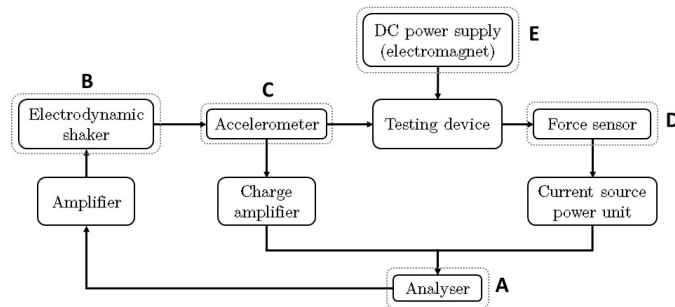 DC power supply
(electromagnet)
E
B
C
Electrodynamic
shaker
Accelerometer
Testing device
Force sensor
D
Amplifier
Charge
amplifier
Current source
power unit
Analyser
A